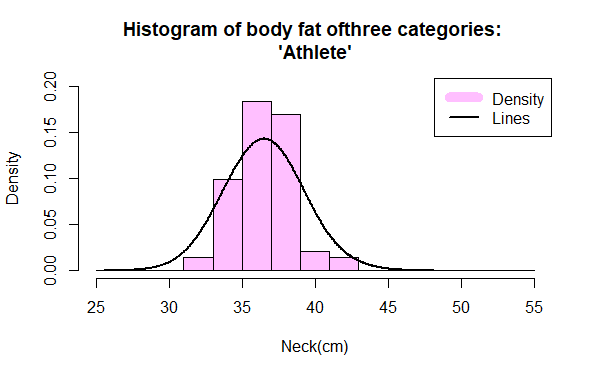 Histogram of body fat ofthree categories:
'Athlete'
Density
Lines
0.20
0.15
0.10
0.05
0.00
Density
25 30 35 40 45 50 55
Neck(cm)